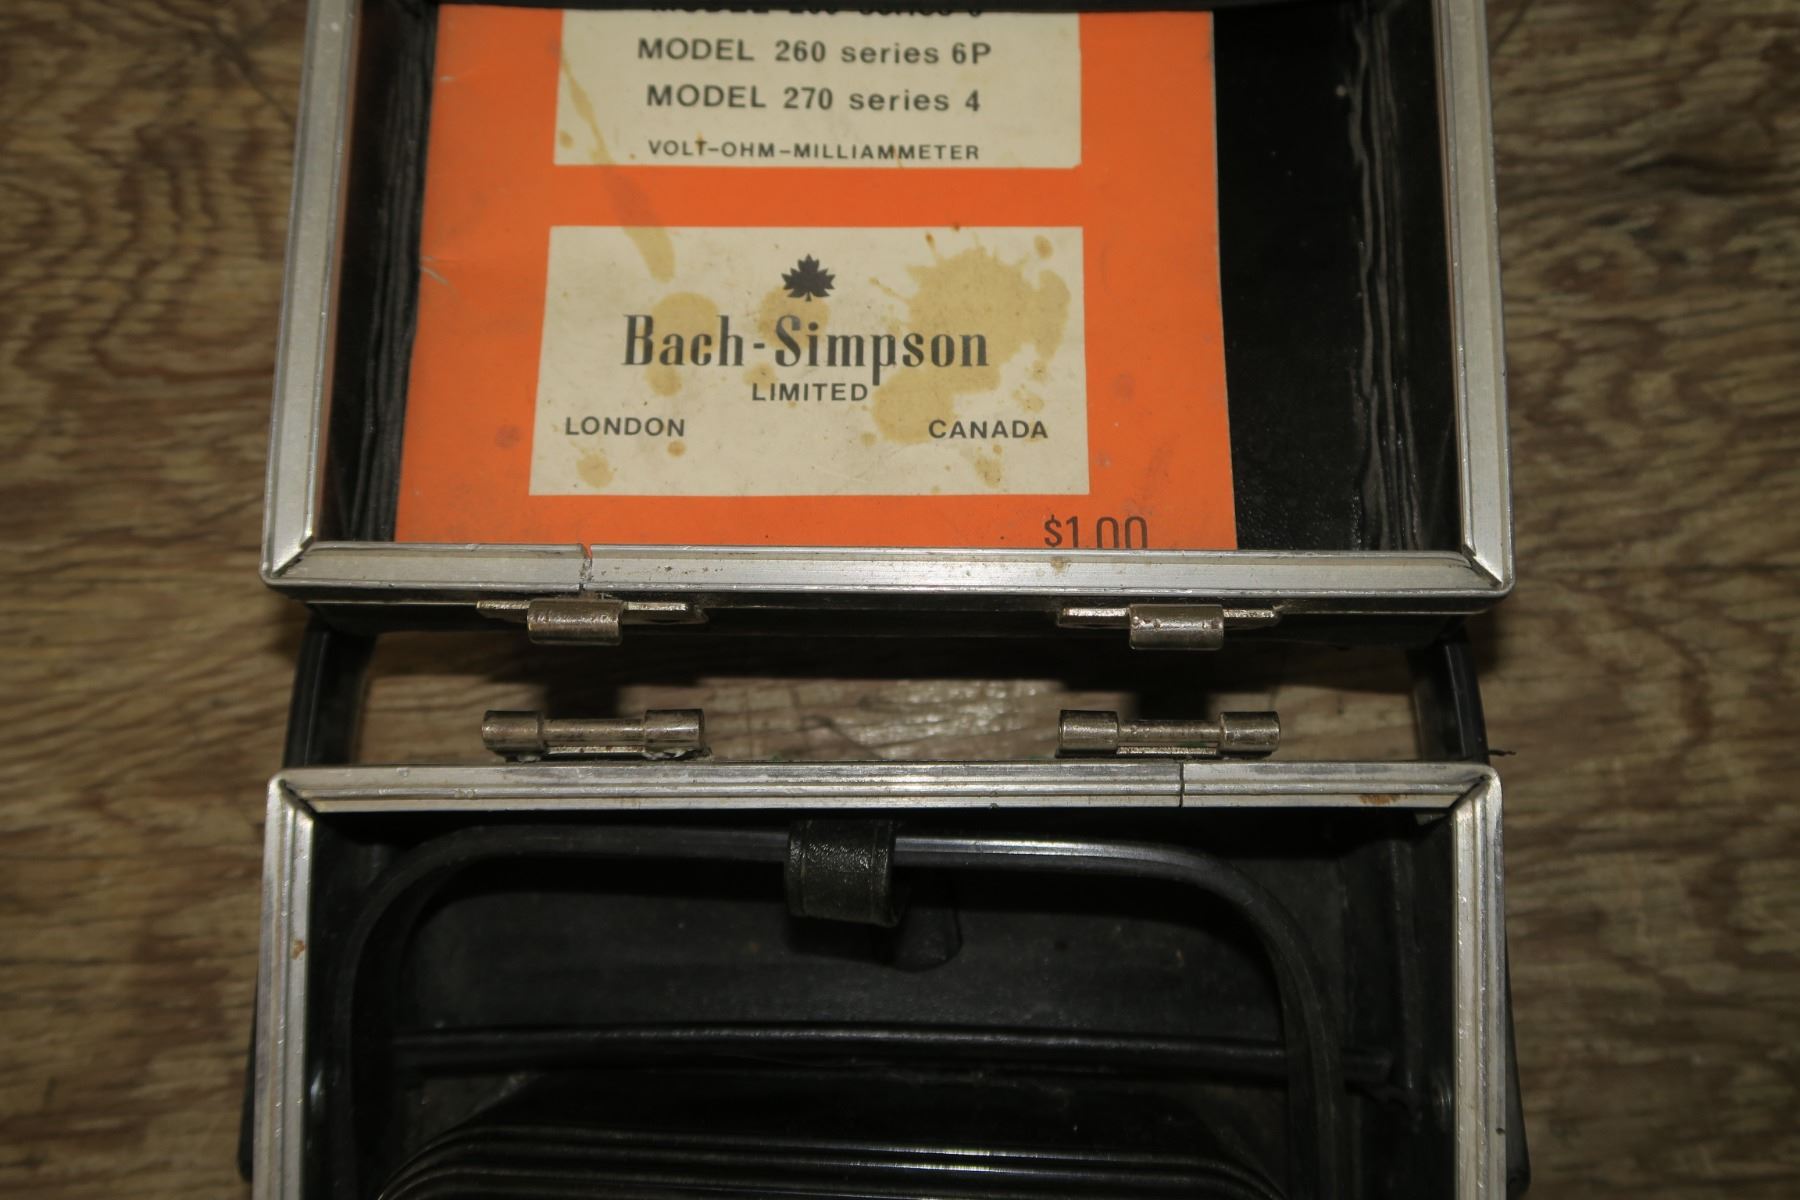 MODEL 260 series 6P
MODEL 270 series 4
VOLT-OHM-MILLIAMMETER
Bach-Simpson
LIMITED
LONDON CANADA
$1.00